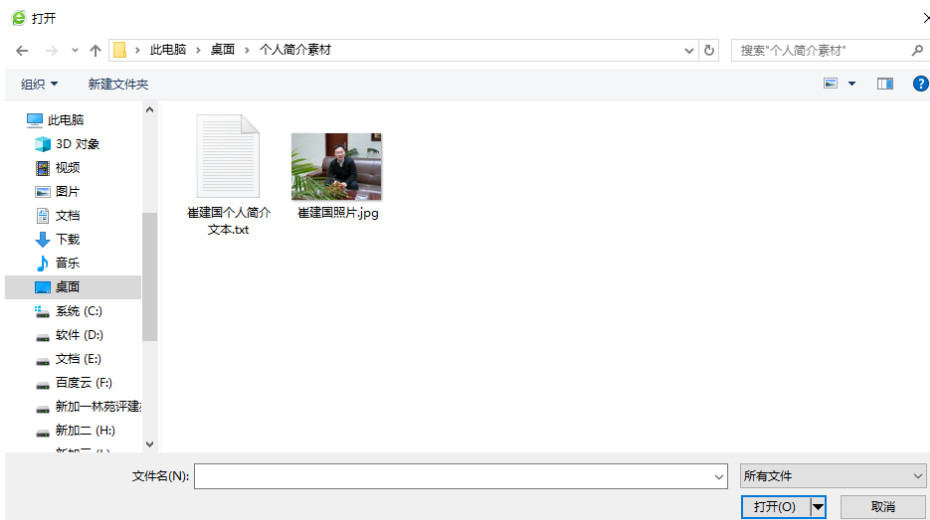 打开
此电脑 › 桌面 › 个人简介素材
搜索"个人简介素材"
组织
新建文件夹
此电脑
3D 对象
视频
图片
文档
下载
音乐
桌面
系统 (C:)
软件 (D:)
文档 (E:)
百度云 (F:)
新加一林苑评建
新加二 (H:)
崔建国个人简介
文本.txt
崔建国照片.jpg
文件名(N):
所有文件
打开(O)
取消